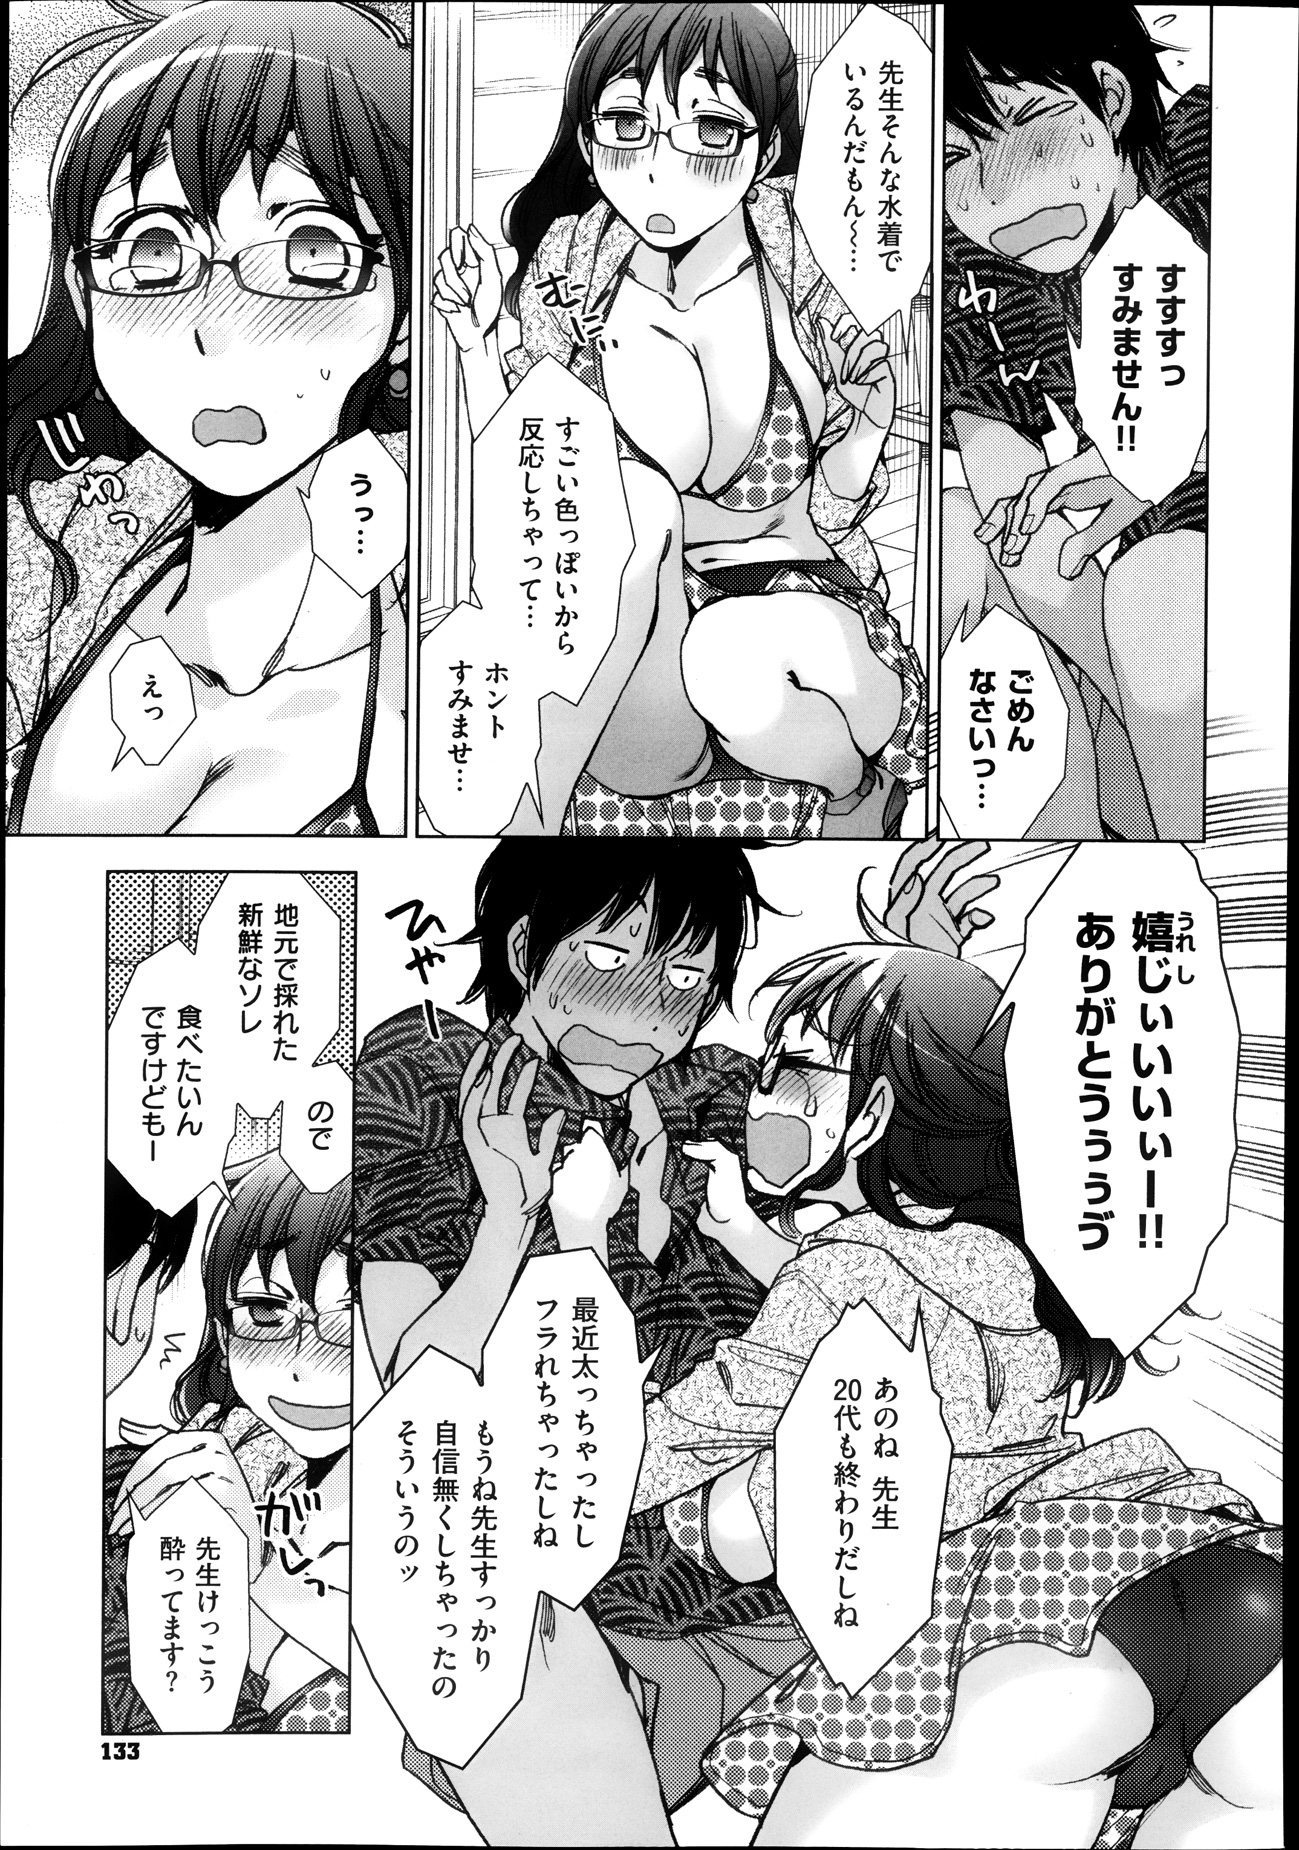 すすすっ
すみません!!
わーーん
ごめん
なさいっ…
先生そんな水着で
いるんだもん～…
むーにぃ
すごい色っぽいから
反応しちゃって…
ホント
すみませ…
うっ…
じわっ
えっ
嬉じぃいいぃー!!
うれし
ありがとうぅぅゔ
ひゃー
あのね 先生
20代も終わりだしね
最近太っちゃったし
フラれちゃったしね
もうね先生すっかり
自信無くしちゃったの
そういうのッ
ので
地元で採れた
新鮮なソレ
食べたいん
ですけどもー
がしっ
先生けっこう
酔ってます?
133